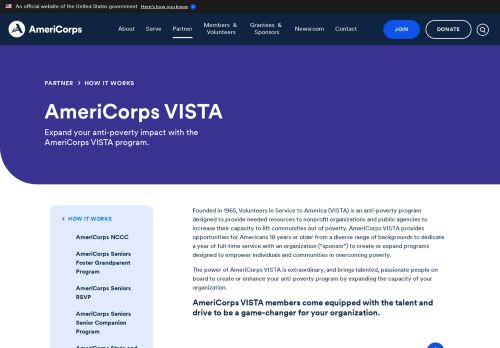 An official website of the United States government Here's how you know
AmeriCorps
About Serve Partner Members & Volunteers Grantees & Sponsors Newsroom Contact
JOIN DONATE
PARTNER > HOW IT WORKS
AmeriCorps VISTA
Expand your anti-poverty impact with the
AmeriCorps VISTA program.
< HOW IT WORKS
AmeriCorps NCCC
AmeriCorps Seniors
Foster Grandparent
Program
AmeriCorps Seniors
RSVP
AmeriCorps Seniors
Senior Companion
Program
AmeriCorps State and
Founded in 1965, Volunteers in Service to America (VISTA) is an anti-poverty program
designed to provide needed resources to nonprofit organizations and public agencies to
increase their capacity to lift communities out of poverty. AmeriCorps VISTA provides
opportunities for Americans 18 years or older from a diverse range of backgrounds to dedicate
a year of full-time service with an organization ("sponsor") to create or expand programs
designed to empower individuals and communities in overcoming poverty.
The power of AmeriCorps VISTA is extraordinary, and brings talented, passionate people on
board to create or enhance your anti-poverty program by expanding the capacity of your
organization.
AmeriCorps VISTA members come equipped with the talent and
drive to be a game-changer for your organization.